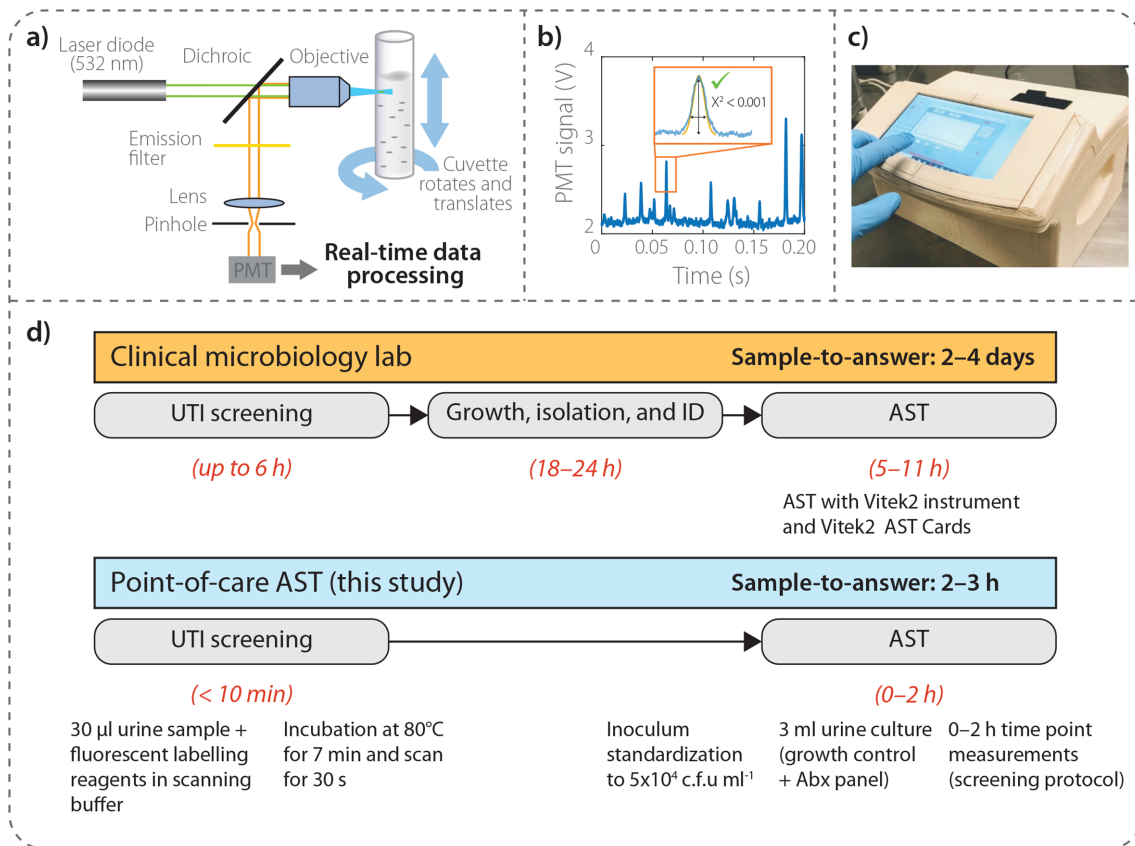 a)
Laser diode
(532 nm)
Dichroic
Objective
Emission
filter
Lens
Pinhole
PMT
Cuvette
rotates and
translates
Real-time data
processing
b)
PMT signal (V)
4
3
2
X² < 0.001
0
0.05
0.10
0.15
0.20
Time (s)
c)
d)
Clinical microbiology lab
Sample-to-answer: 2–4 days
UTI screening
Growth, isolation, and ID
AST
(up to 6 h)
(18–24 h)
(5–11 h)
AST with Vitek2 instrument
and Vitek2 AST Cards
Point-of-care AST (this study)
Sample-to-answer: 2–3 h
UTI screening
AST
(< 10 min)
(0–2 h)
30 µl urine sample +
fluorescent labelling
reagents in scanning
buffer
Incubation at 80°C
for 7 min and scan
for 30 s
Inoculum
standardization
to 5x10⁴ c.f.u ml⁻¹
3 ml urine culture
(growth control
+ Abx panel)
0–2 h time point
measurements
(screening protocol)